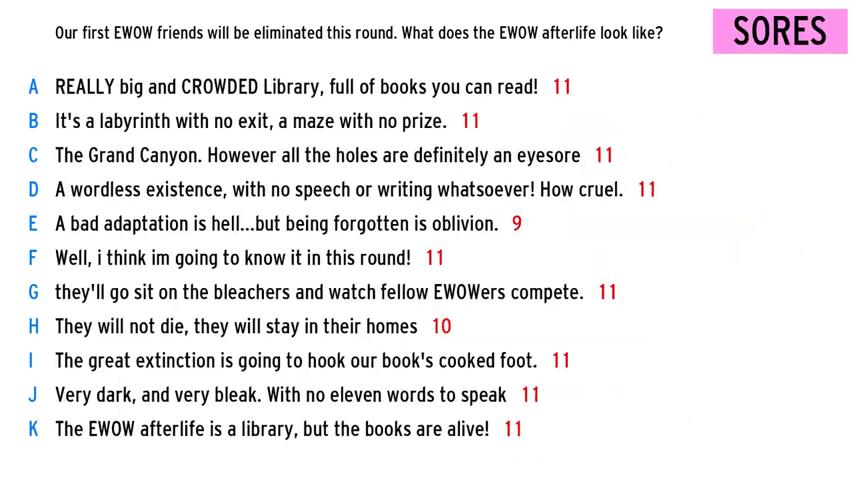 Our first EWOW friends will be eliminated this round. What does the EWOW afterlife look like?
SORES
A REALLY big and CROWDED Library, full of books you can read! 11
B It's a labyrinth with no exit, a maze with no prize. 11
C The Grand Canyon. However all the holes are definitely an eyesore 11
D A wordless existence, with no speech or writing whatsoever! How cruel. 11
E A bad adaptation is hell...but being forgotten is oblivion. 9
F Well, i think im going to know it in this round! 11
G they'll go sit on the bleachers and watch fellow EWOWers compete. 11
H They will not die, they will stay in their homes 10
I The great extinction is going to hook our book's cooked foot. 11
J Very dark, and very bleak. With no eleven words to speak 11
K The EWOW afterlife is a library, but the books are alive! 11